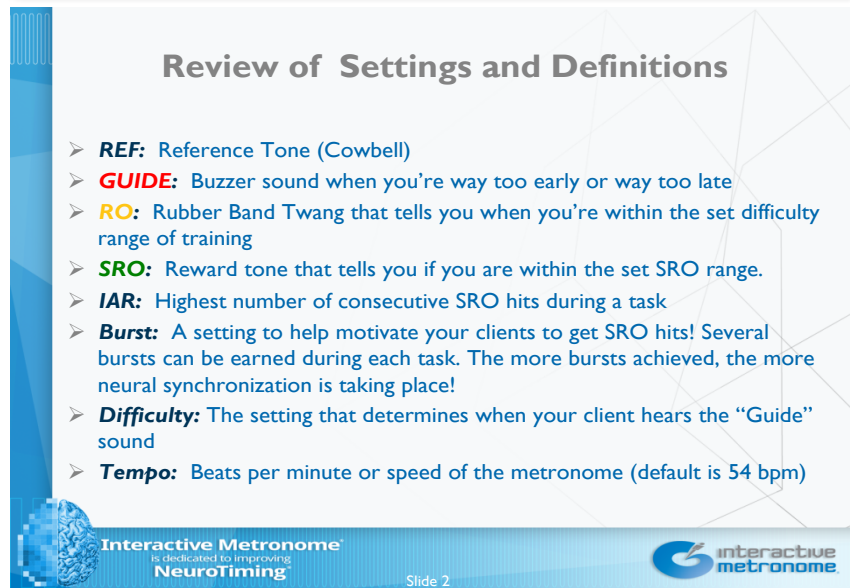 Review of Settings and Definitions
➢ REF: Reference Tone (Cowbell)
➢ GUIDE: Buzzer sound when you're way too early or way too late
➢ RO: Rubber Band Twang that tells you when you're within the set difficulty
range of training
➢ SRO: Reward tone that tells you if you are within the set SRO range.
➢ IAR: Highest number of consecutive SRO hits during a task
➢ Burst: A setting to help motivate your clients to get SRO hits! Several
bursts can be earned during each task. The more bursts achieved, the more
neural synchronization is taking place!
➢ Difficulty: The setting that determines when your client hears the “Guide”
sound
➢ Tempo: Beats per minute or speed of the metronome (default is 54 bpm)
Interactive Metronome
is dedicated to improving
NeuroTiming
Slide 2
interactive
metronome